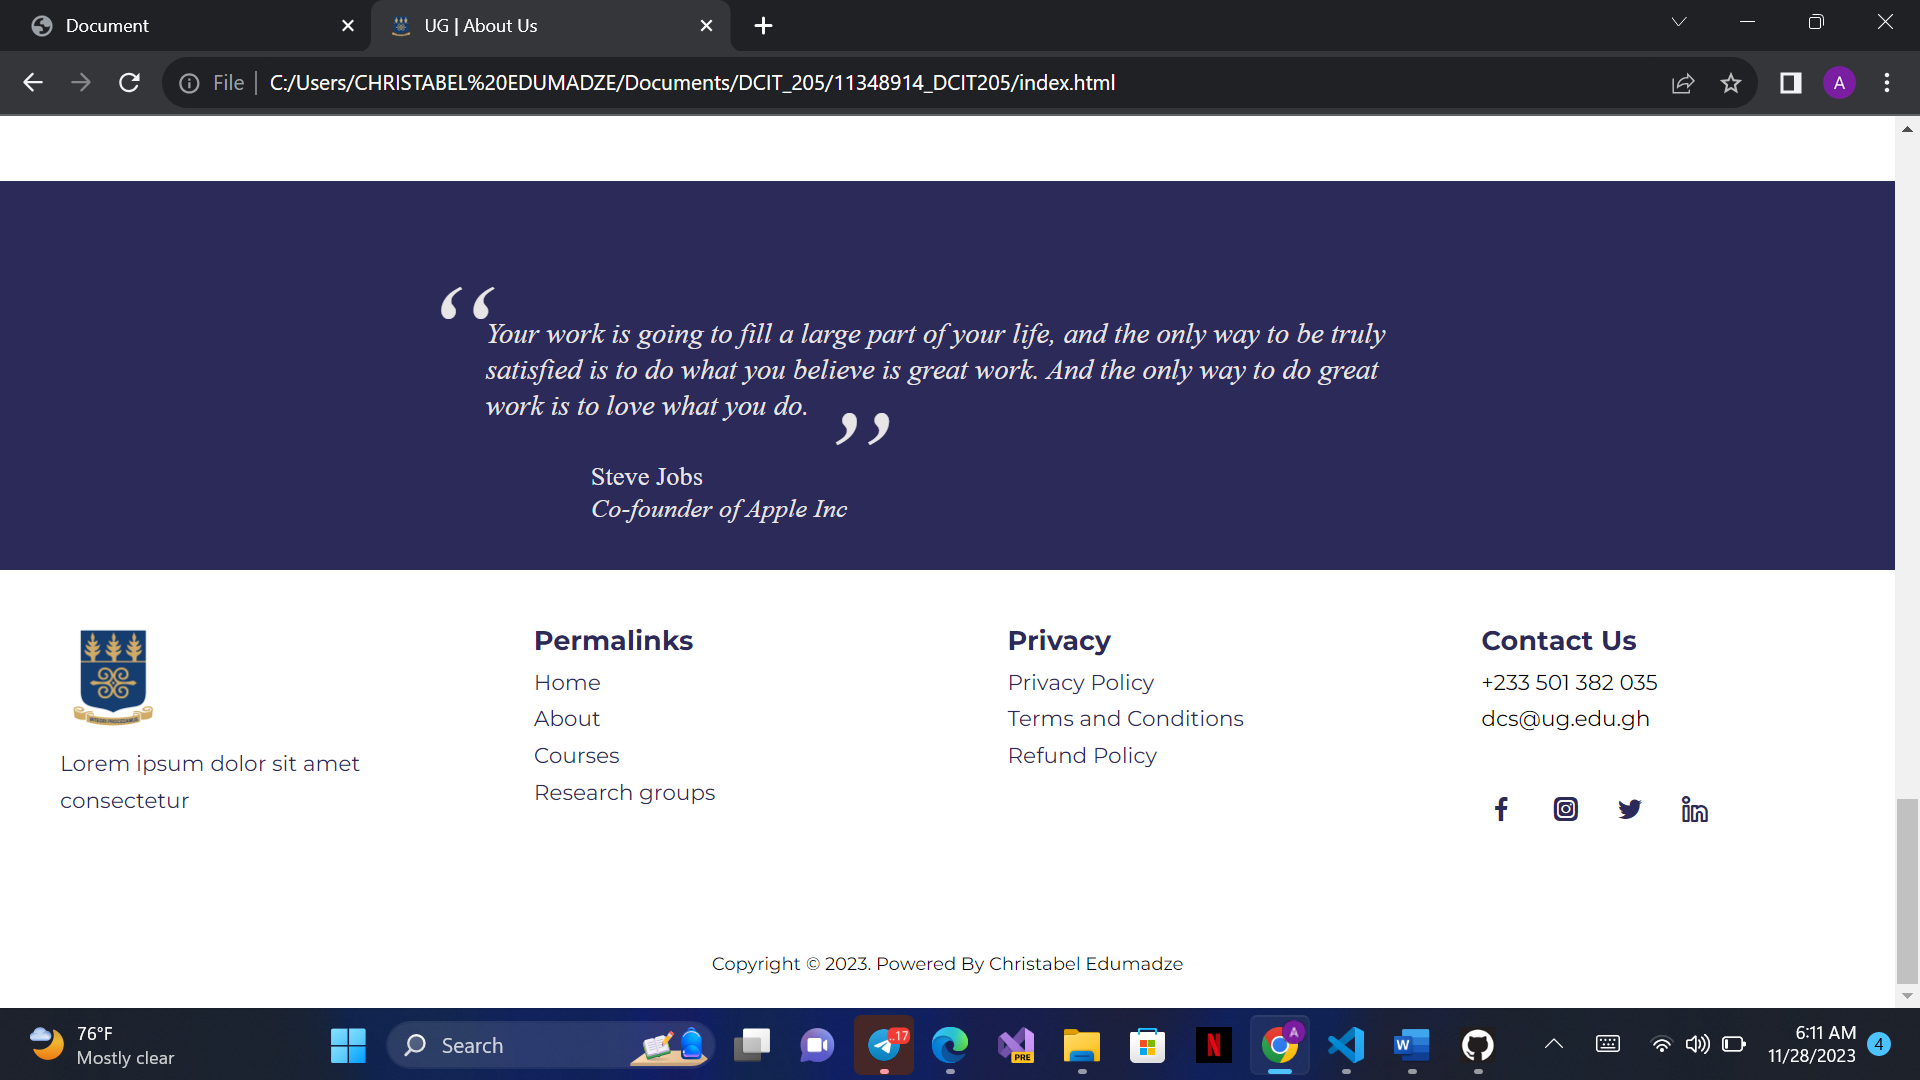 Document
UG | About Us
File
C:/Users/CHRISTABEL%20EDUMADZE/Documents/DCIT_205/11348914_DCIT205/index.html
A
“
Your work is going to fill a large part of your life, and the only way to be truly
satisfied is to do what you believe is great work. And the only way to do great
work is to love what you do.
”
Steve Jobs
Co-founder of Apple Inc
Lorem ipsum dolor sit amet
consectetur
Permalinks
Home
About
Courses
Research groups
Privacy
Privacy Policy
Terms and Conditions
Refund Policy
Contact Us
+233 501 382 035
dcs@ug.edu.gh
Copyright © 2023. Powered By Christabel Edumadze
76°F
Mostly clear
Search
..17
PRE
N
A
W
6:11 AM
11/28/2023
4